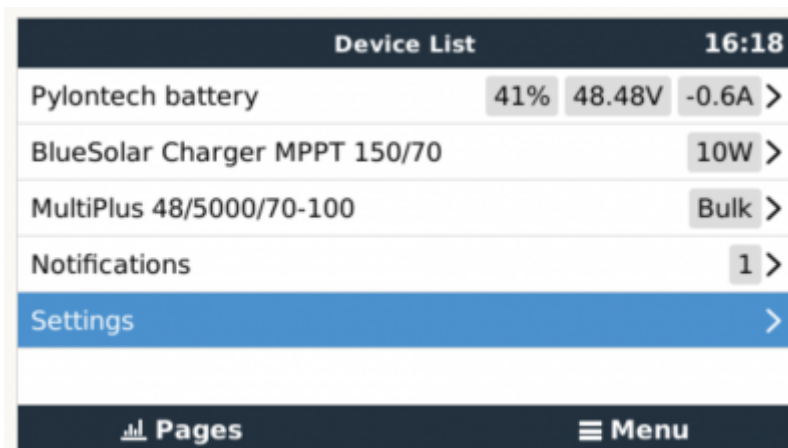 Device List 16:18
Pylontech battery 41% 48.48V -0.6A
BlueSolar Charger MPPT 150/70 10W
MultiPlus 48/5000/70-100 Bulk
Notifications 1
Settings
Pages Menu